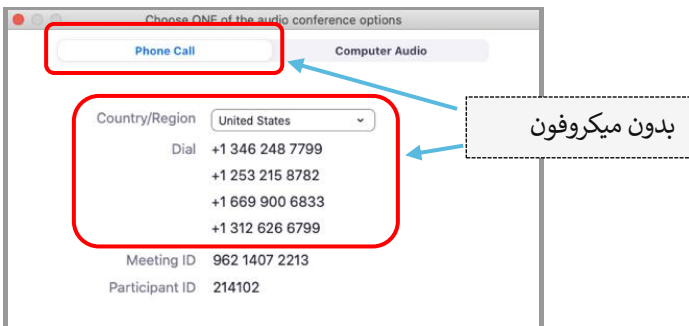 Choose ONE of the audio conference options
Phone Call
Computer Audio
Country/Region United States
Dial +1 346 248 7799
+1 253 215 8782
+1 669 900 6833
+1 312 626 6799
Meeting ID 962 1407 2213
Participant ID 214102
بدون میکروفون